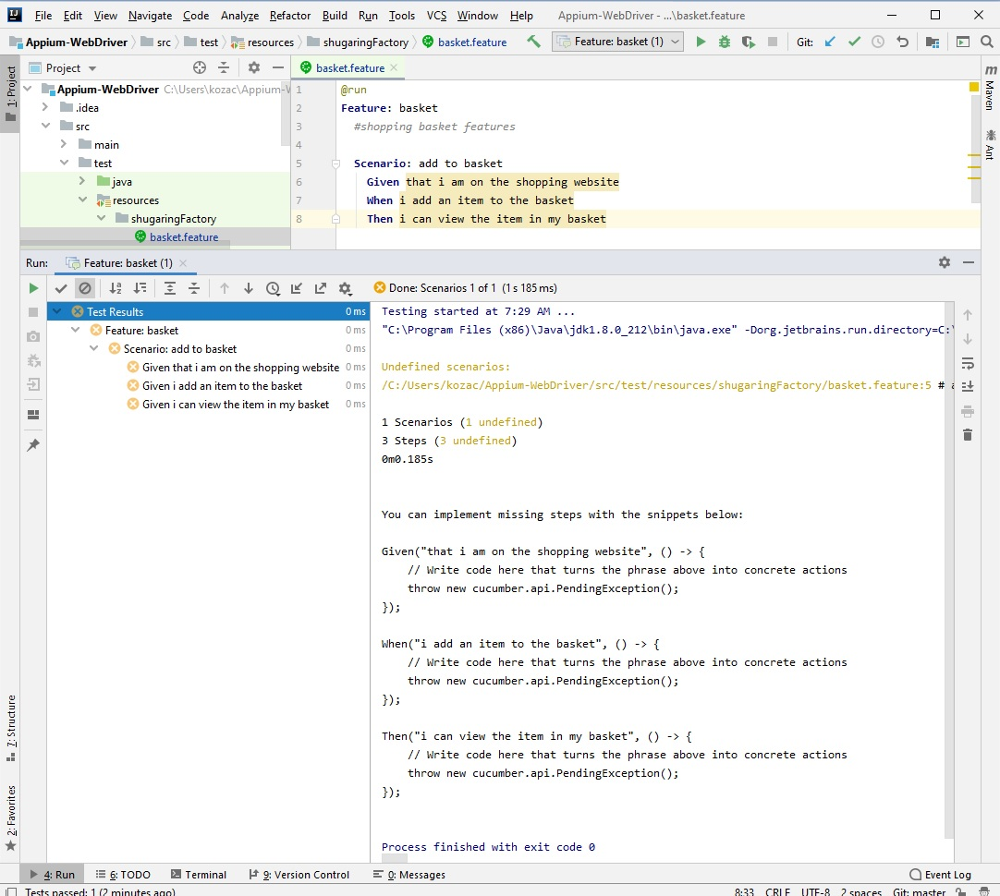 File Edit View Navigate Code Analyze Refactor Build Run Tools VCS Window Help Appium-WebDriver - ...\basket.feature
Appium-WebDriver src test resources shugaringFactory basket.feature Feature: basket (1) Git:
1: Project
Project
basket.feature
Appium-WebDriver C:\Users\kozac\Appium-W
.idea
src
main
test
java
resources
shugaringFactory
basket.feature
1 @run
2 Feature: basket
3 #shopping basket features
4
5 Scenario: add to basket
6 Given that i am on the shopping website
7 When i add an item to the basket
8 Then i can view the item in my basket
m Maven
Ant
Run: Feature: basket (1)
Done: Scenarios 1 of 1 (1 s 185 ms)
Test Results 0 ms
Feature: basket 0 ms
Scenario: add to basket 0 ms
Given that i am on the shopping website 0 ms
Given i add an item to the basket 0 ms
Given i can view the item in my basket 0 ms
Testing started at 7:29 AM ...
"C:\Program Files (x86)\Java\jdk1.8.0_212\bin\java.exe" -Dorg.jetbrains.run.directory=C:\
Undefined scenarios:
/C:/Users/kozac/Appium-WebDriver/src/test/resources/shugaringFactory/basket.feature:5 # a
1 Scenarios (1 undefined)
3 Steps (3 undefined)
0m0.185s
You can implement missing steps with the snippets below:
Given("that i am on the shopping website", () -> {
// Write code here that turns the phrase above into concrete actions
throw new cucumber.api.PendingException();
});
When("i add an item to the basket", () -> {
// Write code here that turns the phrase above into concrete actions
throw new cucumber.api.PendingException();
});
Then("i can view the item in my basket", () -> {
// Write code here that turns the phrase above into concrete actions
throw new cucumber.api.PendingException();
});
Process finished with exit code 0
7: Structure
2: Favorites
4: Run 6: TODO Terminal 9: Version Control 0: Messages Event Log
Tests passed: 1 (2 minutes ago) 8:33 CRLF UTF-8 2 spaces Git: master